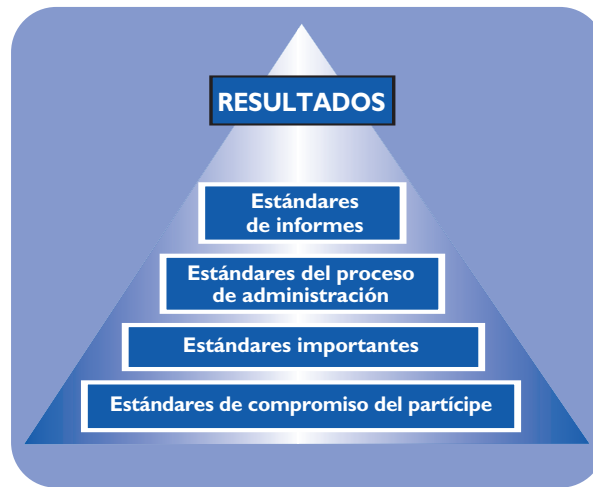 RESULTADOS
Estándares
de informes
Estándares del proceso
de administración
Estándares importantes
Estándares de compromiso del partícipe